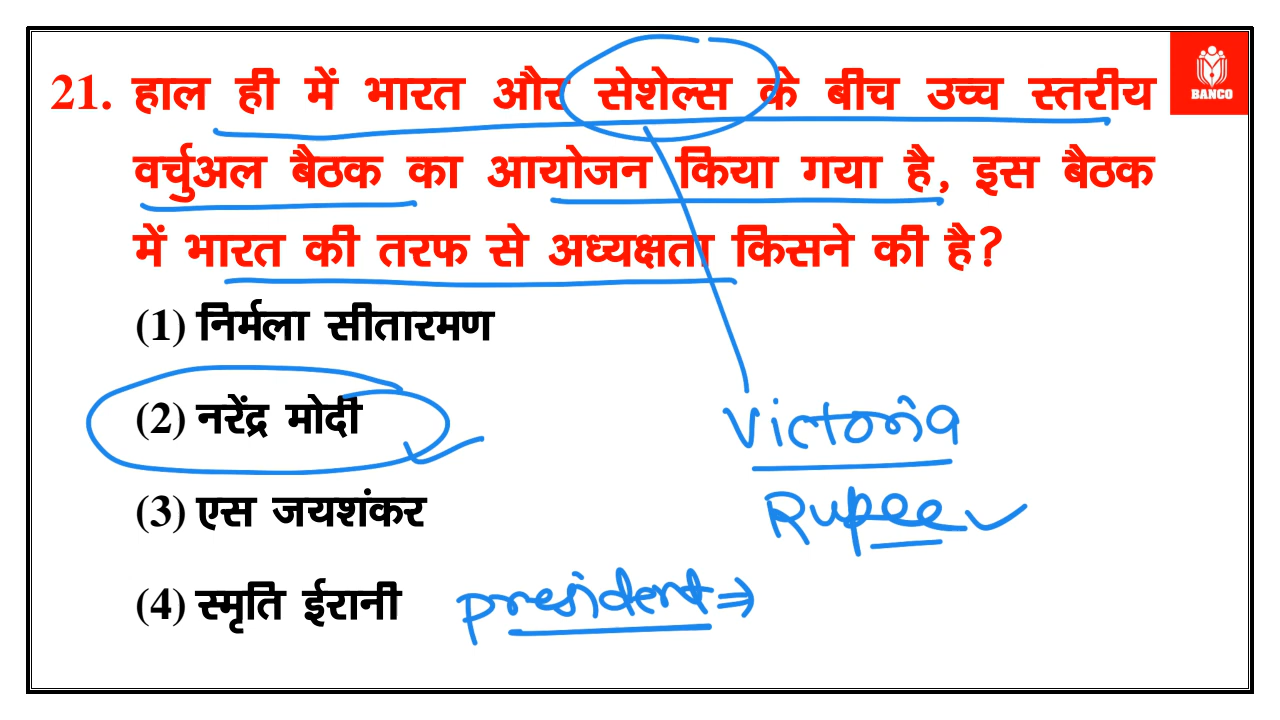 BANCO
21. हाल ही में भारत और सेशेल्स के बीच उच्च स्तरीय
वर्चुअल बैठक का आयोजन किया गया है, इस बैठक
में भारत की तरफ से अध्यक्षता किसने की है?
(1) निर्मला सीतारमण
(2) नरेंद्र मोदी
Victoria
(3) एस जयशंकर
Rupee
(4) स्मृति ईरानी
President ⇒